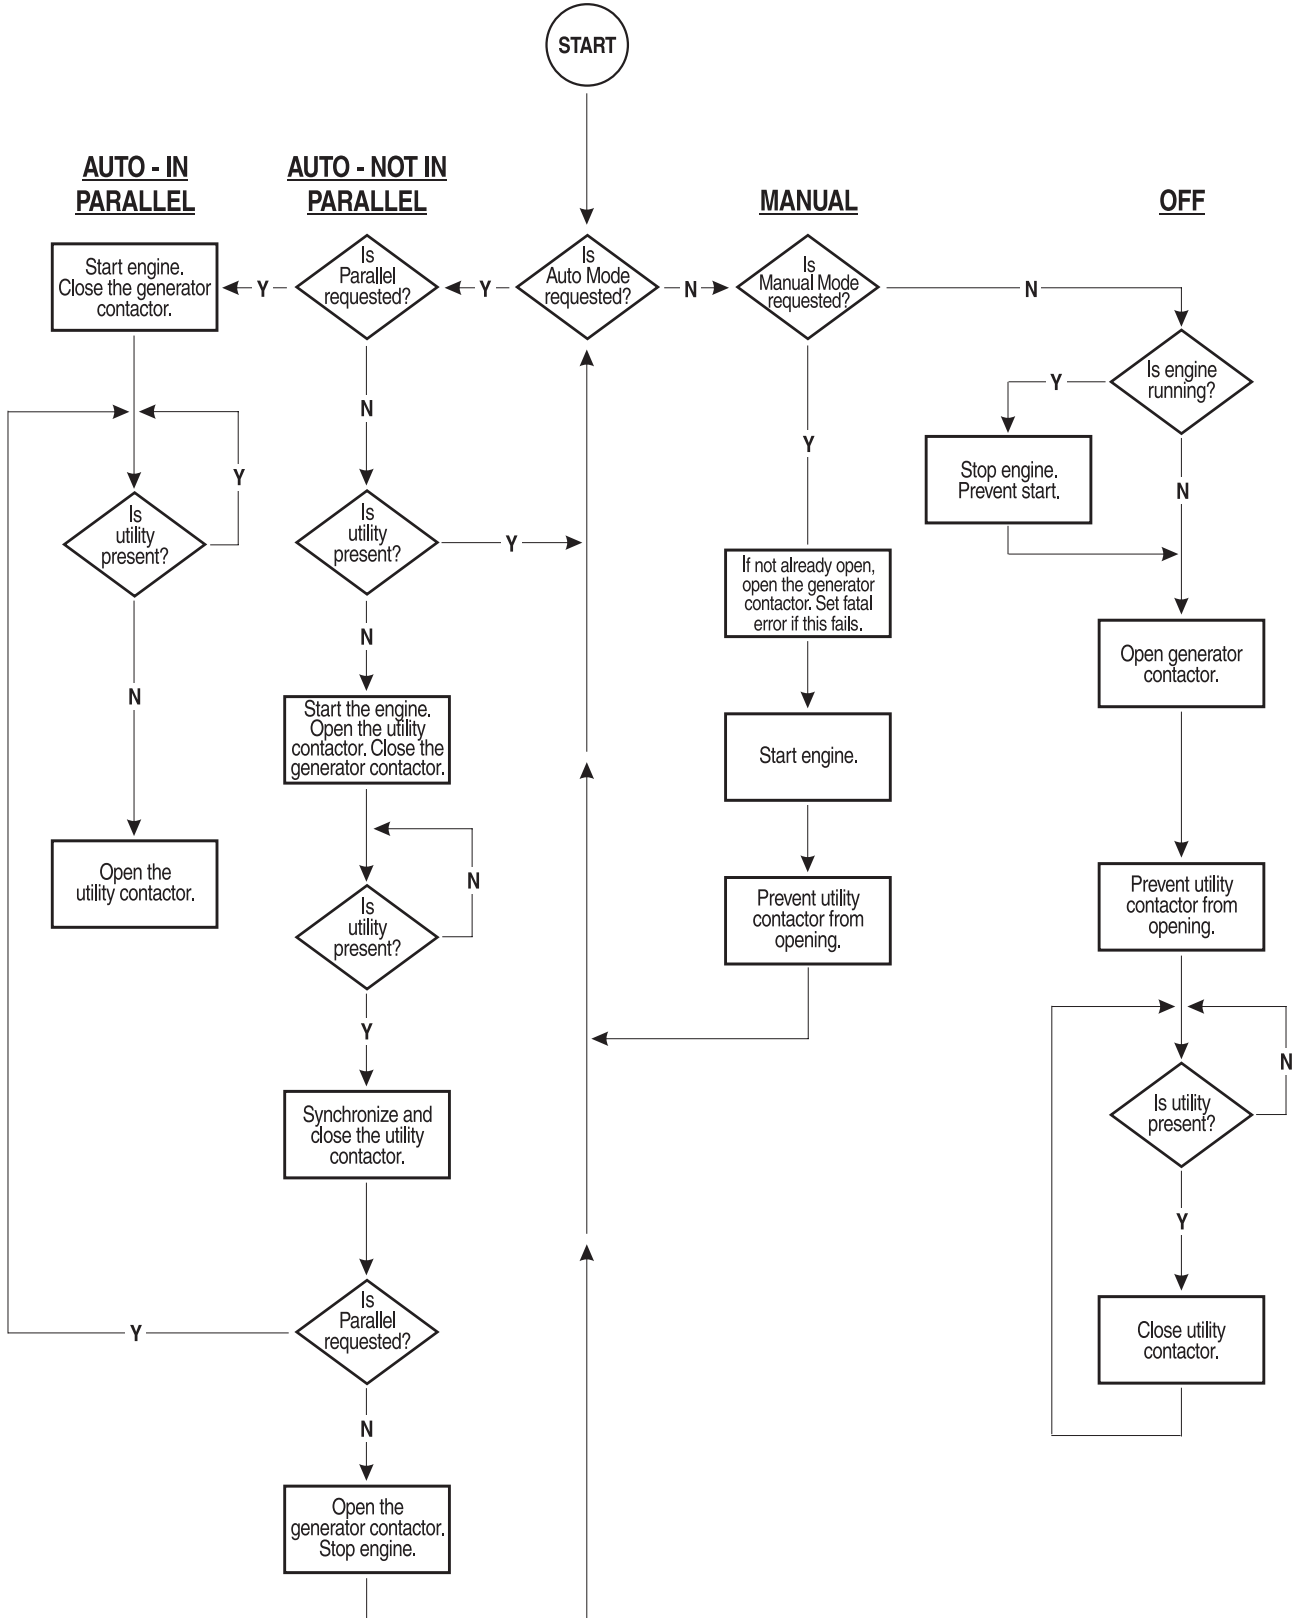 START
AUTO - IN
PARALLEL
AUTO - NOT IN
PARALLEL
MANUAL
OFF
Start engine.
Close the generator
contactor.
Y
Is
Parallel
requested?
Y
Is
Auto Mode
requested?
N
Is
Manual Mode
requested?
N
Is engine
running?
Y
N
Stop engine.
Prevent start.
N
Y
Y
Is
utility
present?
Is
utility
present?
Y
If not already open,
open the generator
contactor. Set fatal
error if this fails.
N
N
Open generator
contactor.
Start the engine.
Open the utility
contactor. Close the
generator contactor.
Start engine.
Open the
utility contactor.
N
Is
utility
present?
Prevent utility
contactor from
opening.
Prevent utility
contactor from
opening.
Y
N
Is utility
present?
Synchronize and
close the utility
contactor.
Y
Is
Parallel
requested?
Y
Close utility
contactor.
N
Open the
generator contactor.
Stop engine.